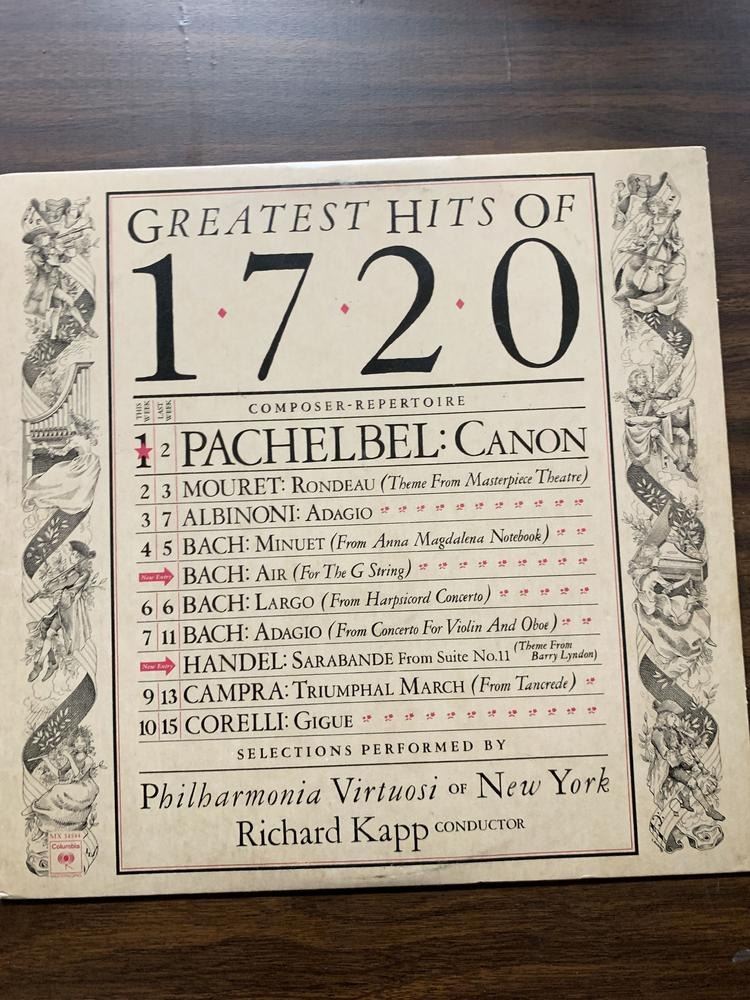 GREATEST HITS OF
1·7·2·0
THIS WEEK LAST WEEK COMPOSER-REPERTOIRE
1 2 PACHELBEL: CANON
2 3 MOURET: RONDEAU (Theme From Masterpiece Theatre)
3 7 ALBINONI: ADAGIO
4 5 BACH: MINUET (From Anna Magdalena Notebook)
New Entry BACH: AIR (For The G String)
6 6 BACH: LARGO (From Harpsicord Concerto)
7 11 BACH: ADAGIO (From Concerto For Violin And Oboe)
New Entry HANDEL: SARABANDE From Suite No.11 (Theme From Barry Lyndon)
9 13 CAMPRA: TRIUMPHAL MARCH (From Tancrede)
10 15 CORELLI: GIGUE
SELECTIONS PERFORMED BY
Philharmonia Virtuosi OF New York
Richard Kapp CONDUCTOR
MX 34544
Columbia